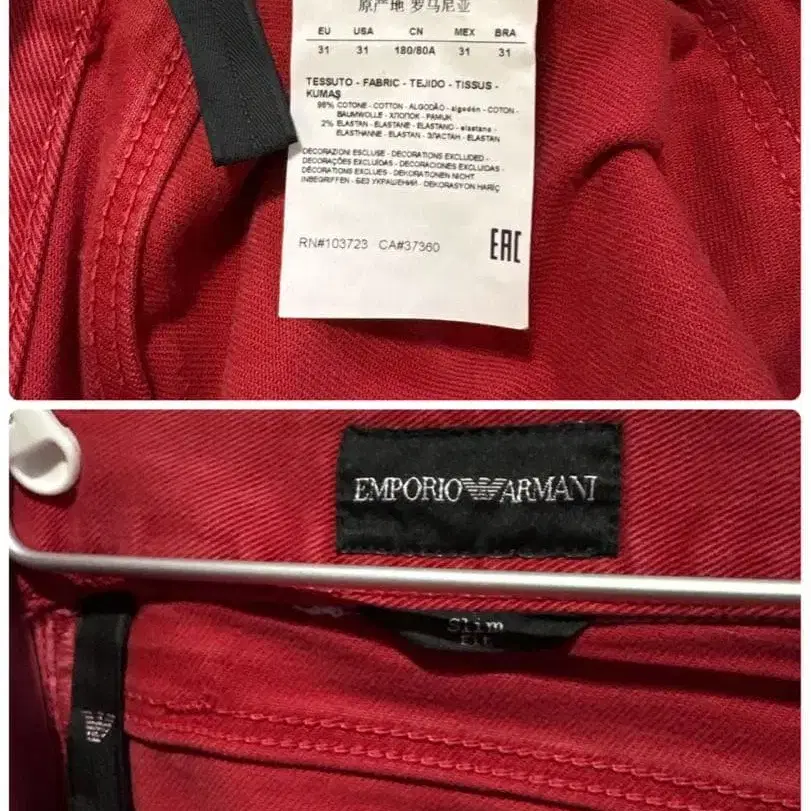 原产地 罗马尼亚
EU USA CN MEX BRA
31 31 180/80A 31 31
TESSUTO - FABRIC - TEJIDO - TISSUS -
KUMAŞ
98% COTONE - COTTON - ALGODÃO - algodón - COTON -
BAUMWOLLE - ХЛОПОК - PAMUK
2% ELASTAN - ELASTANE - ELASTANO - elastane -
ELASTHANNE - ELASTAN - ЭЛАСТАН - ELASTAN
DECORAZIONI ESCLUSE - DECORATIONS EXCLUDED -
DECORAÇÕES EXCLUÍDAS - DECORACIONES EXCLUIDAS -
DÉCORATIONS EXCLUES - DEKORATIONEN NICHT
INBEGRIFFEN - БЕЗ УКРАШЕНИЙ - DEKORASYON HARİÇ
RN#103723 CA#37360
EAC
EMPORIO ARMANI
Slim
Fit